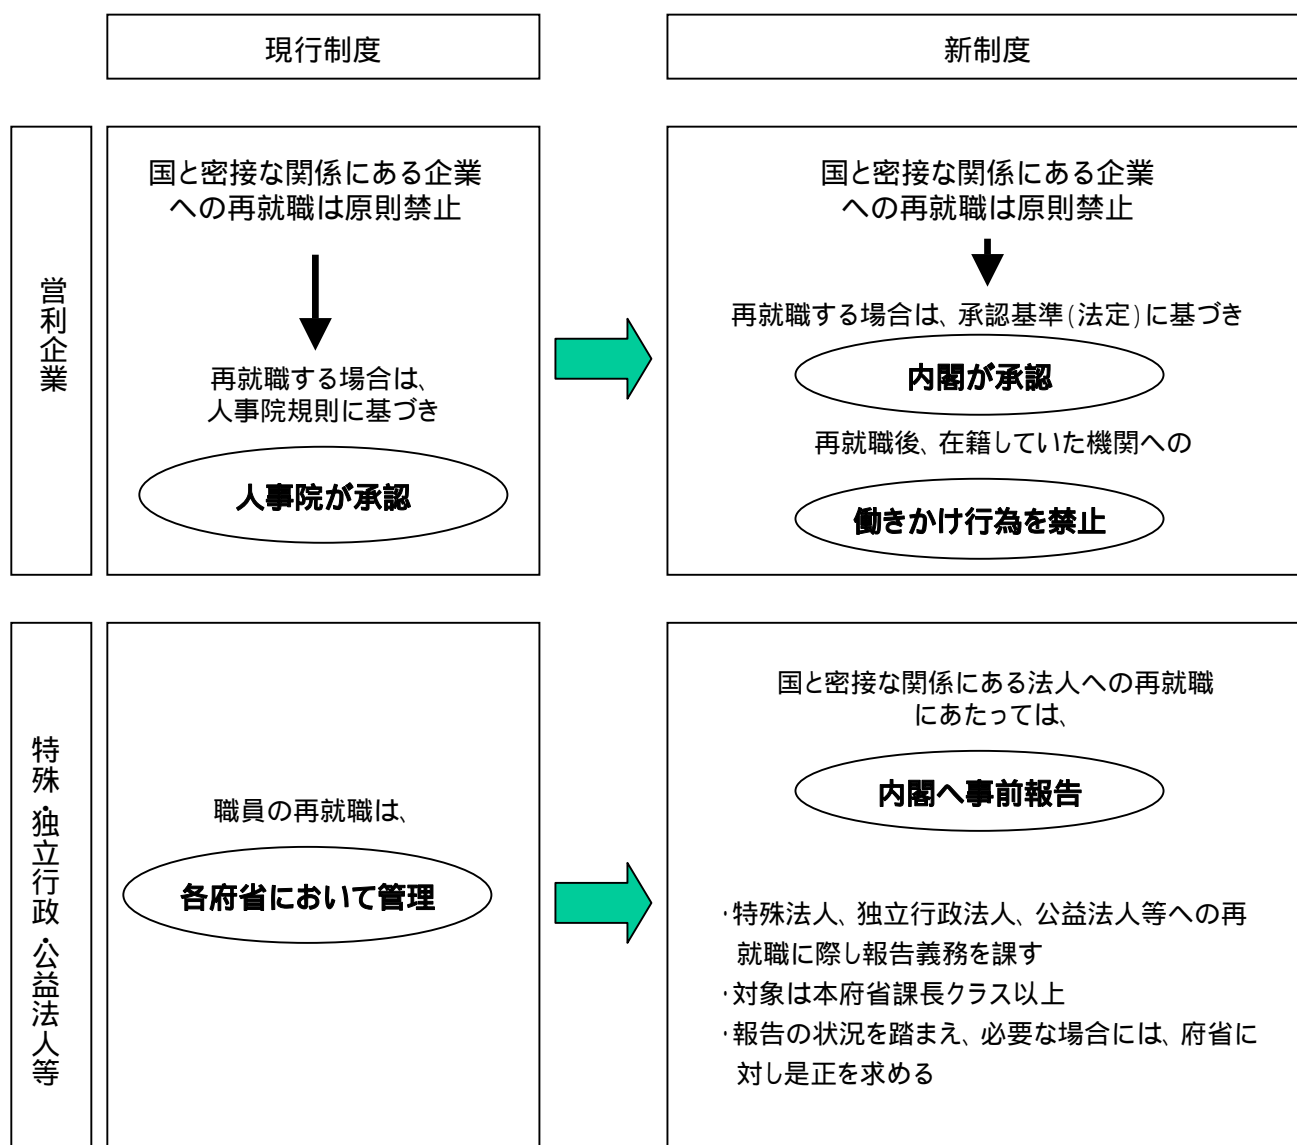 現行制度
新制度
営利企業
国と密接な関係にある企業
への再就職は原則禁止
再就職する場合は、
人事院規則に基づき
人事院が承認
国と密接な関係にある企業
への再就職は原則禁止
再就職する場合は、承認基準(法定)に基づき
内閣が承認
再就職後、在籍していた機関への
働きかけ行為を禁止
特殊・独立行政・公益法人等
職員の再就職は、
各府省において管理
国と密接な関係にある法人への再就職
にあたっては、
内閣へ事前報告
・特殊法人、独立行政法人、公益法人等への再
就職に際し報告義務を課す
・対象は本府省課長クラス以上
・報告の状況を踏まえ、必要な場合には、府省に
対し是正を求める